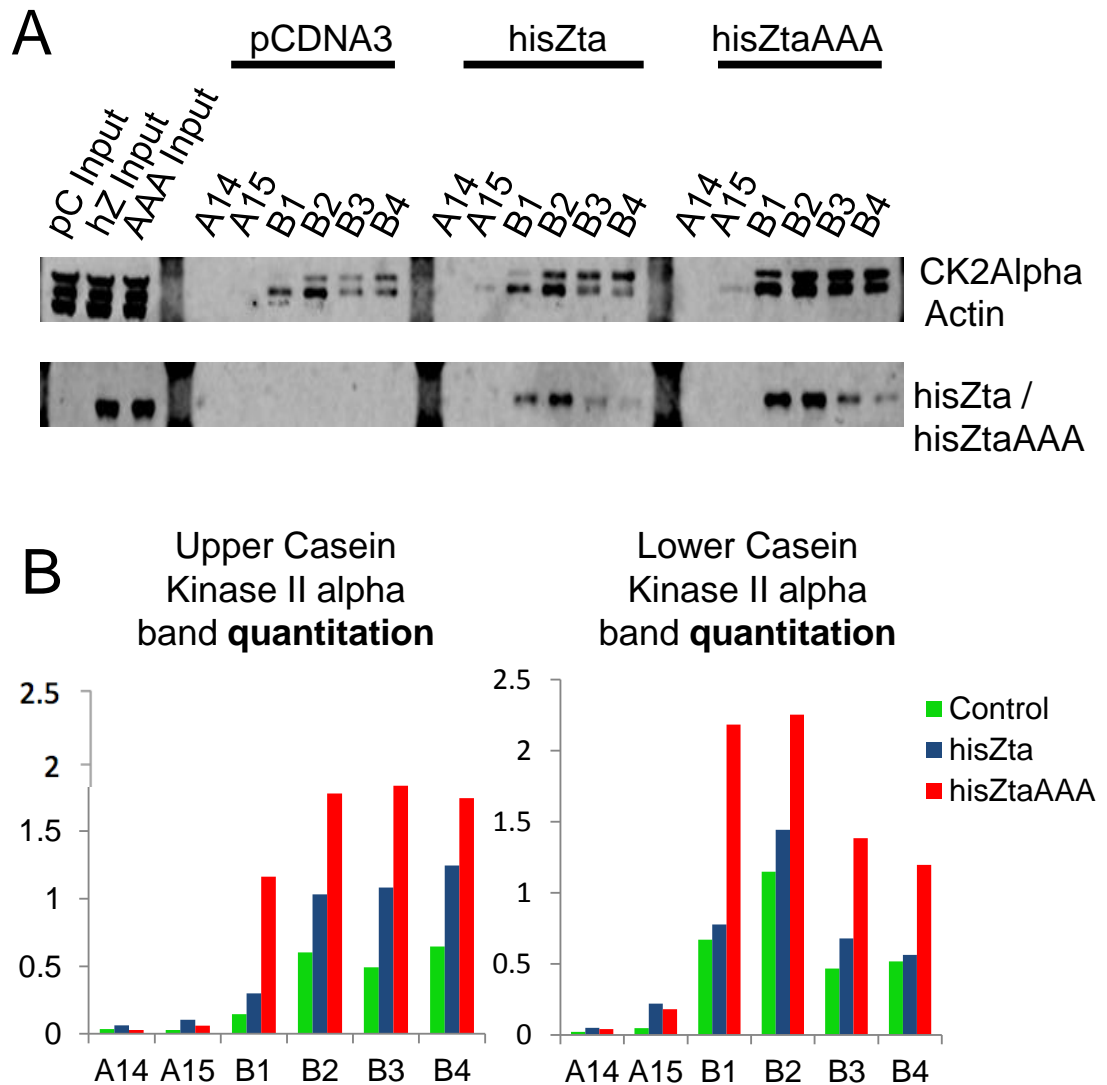 A
pCDNA3 hisZta hisZtaAAA
pC Input hZ Input AAA Input A14 A15 B1 B2 B3 B4 A14 A15 B1 B2 B3 B4 A14 A15 B1 B2 B3 B4
CK2Alpha
Actin
hisZta /
hisZtaAAA
B
Upper Casein
Kinase II alpha
band quantitation
2.5
2
1.5
1
0.5
0
A14 A15 B1 B2 B3 B4
Lower Casein
Kinase II alpha
band quantitation
2.5
2
1.5
1
0.5
0
A14 A15 B1 B2 B3 B4
Control
hisZta
hisZtaAAA